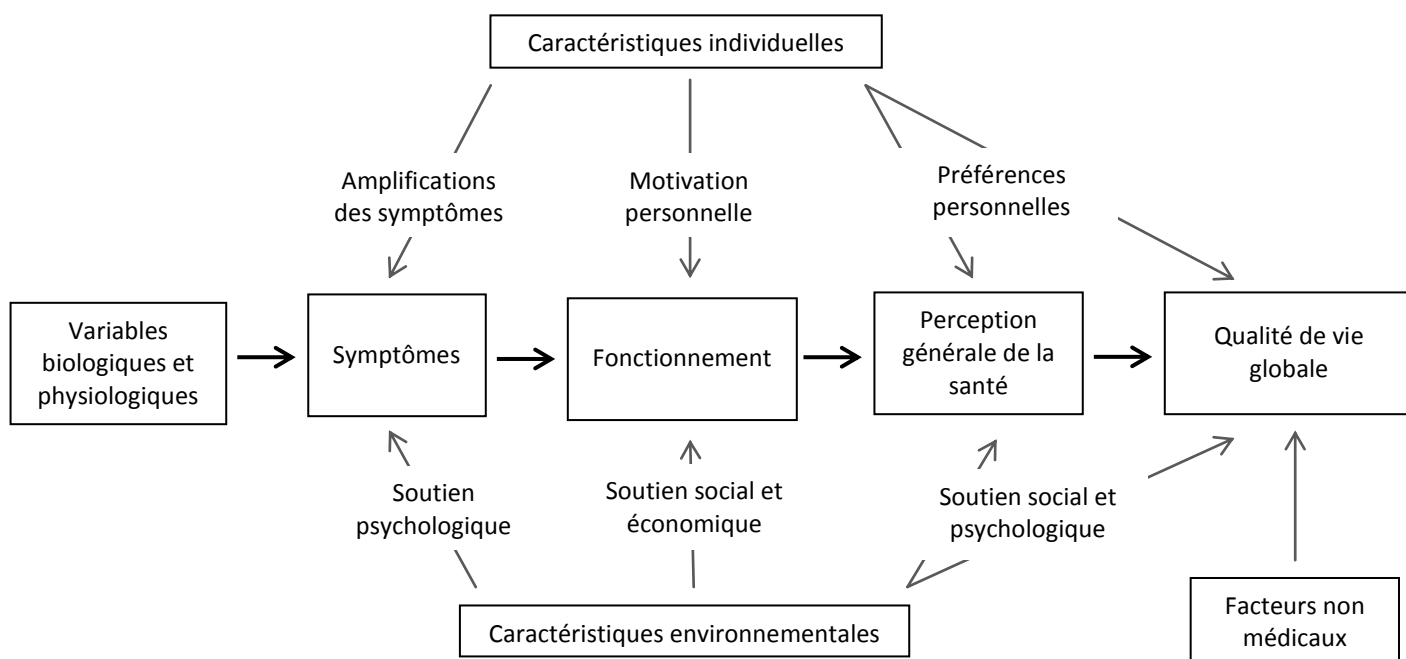 Caractéristiques individuelles
Amplifications
des symptômes
Motivation
personnelle
Préférences
personnelles
Variables
biologiques et
physiologiques
Symptômes
Fonctionnement
Perception
générale de la
santé
Qualité de vie
globale
Soutien
psychologique
Soutien social et
économique
Soutien social et
psychologique
Caractéristiques environnementales
Facteurs non
médicaux